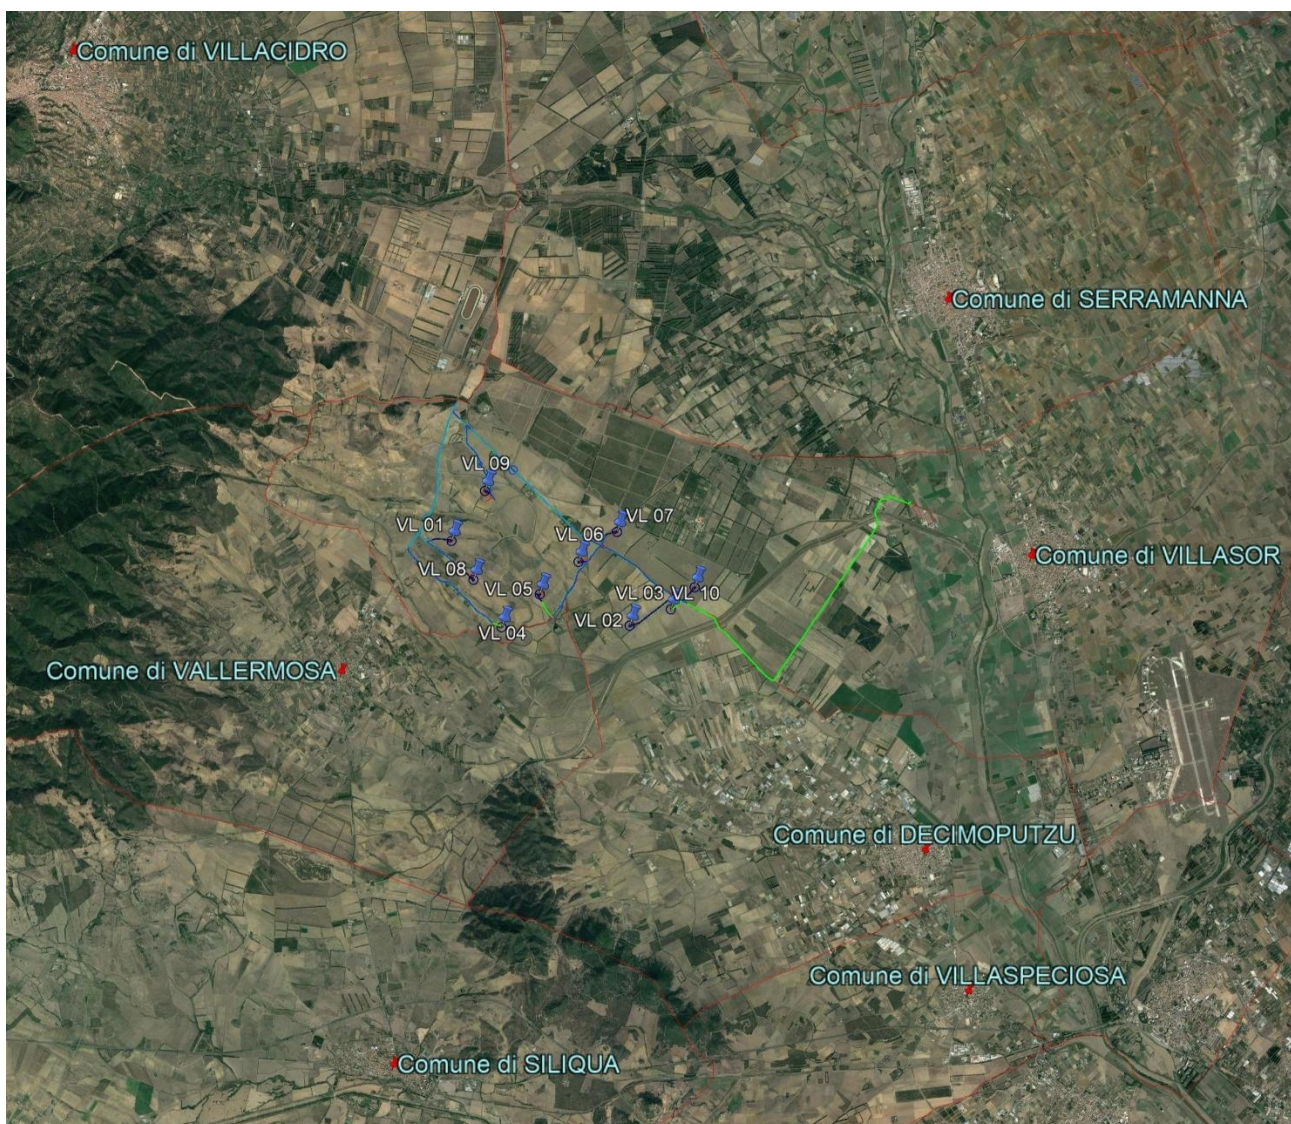 Comune di VILLACIDRO
Comune di SERRAMANNA
VL 09
VL 07
VL 01
VL 06
Comune di VILLASOR
VL 08
VL 05
VL 03
VL 10
VL 02
VL 04
Comune di VALLERMOSA
Comune di DECIMOPUTZU
Comune di VILLASPECIOSA
Comune di SILIQUA